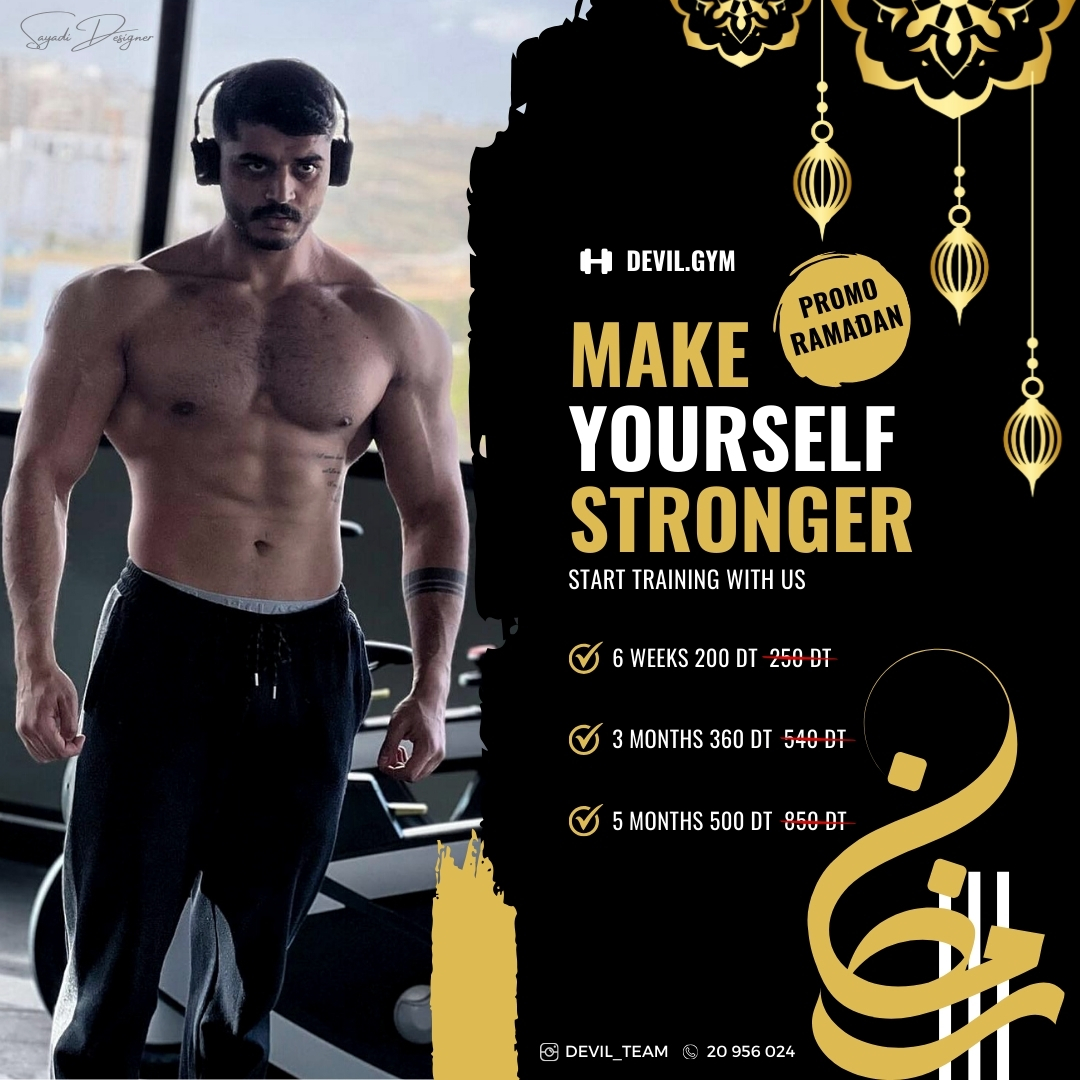 Sayadi Designer
DEVIL.GYM
PROMO
RAMADAN
MAKE
YOURSELF
STRONGER
START TRAINING WITH US
6 WEEKS 200 DT 250 DT
3 MONTHS 360 DT 540 DT
5 MONTHS 500 DT 850 DT
رمضان
DEVIL_TEAM 20 956 024